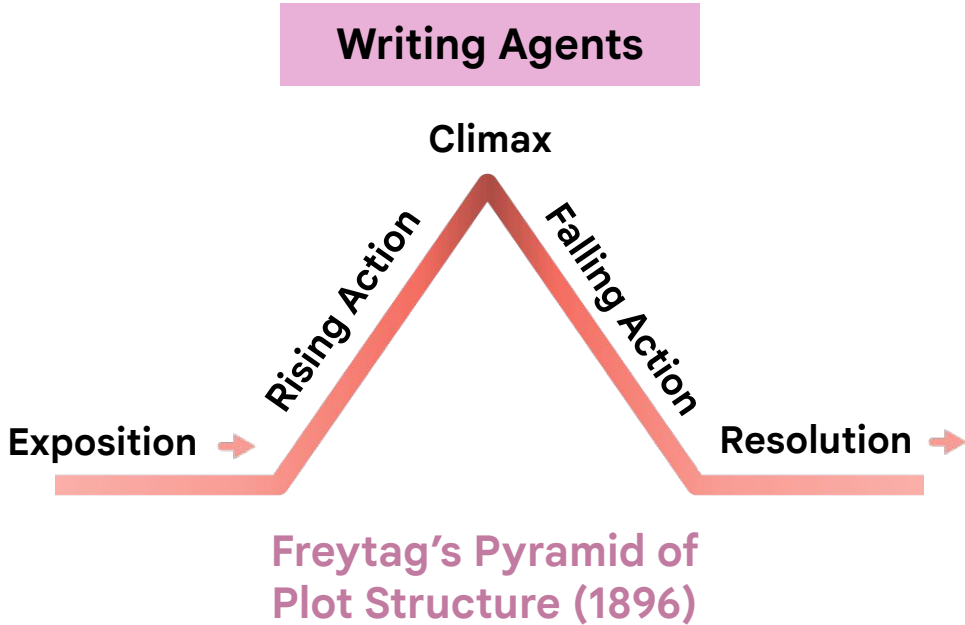 Writing Agents
Climax
Rising Action
Falling Action
Exposition
Resolution
Freytag’s Pyramid of
Plot Structure (1896)